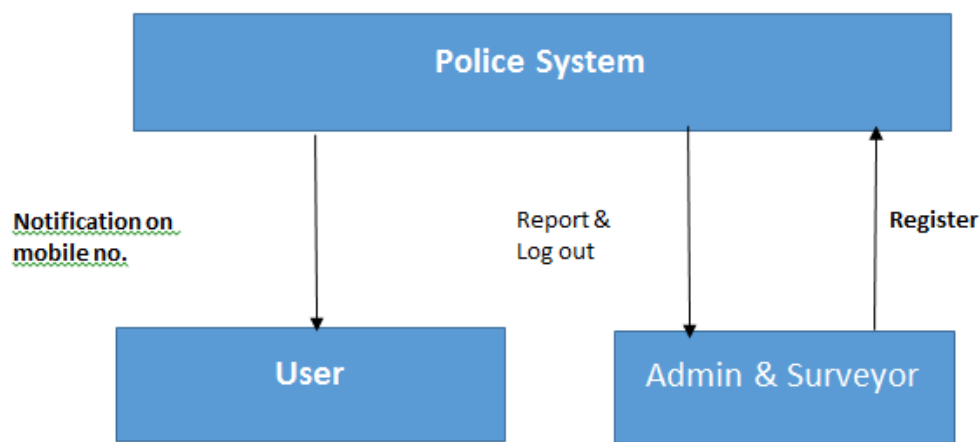 Police System
Notification on
mobile no.
Report &
Log out
Register
User
Admin & Surveyor